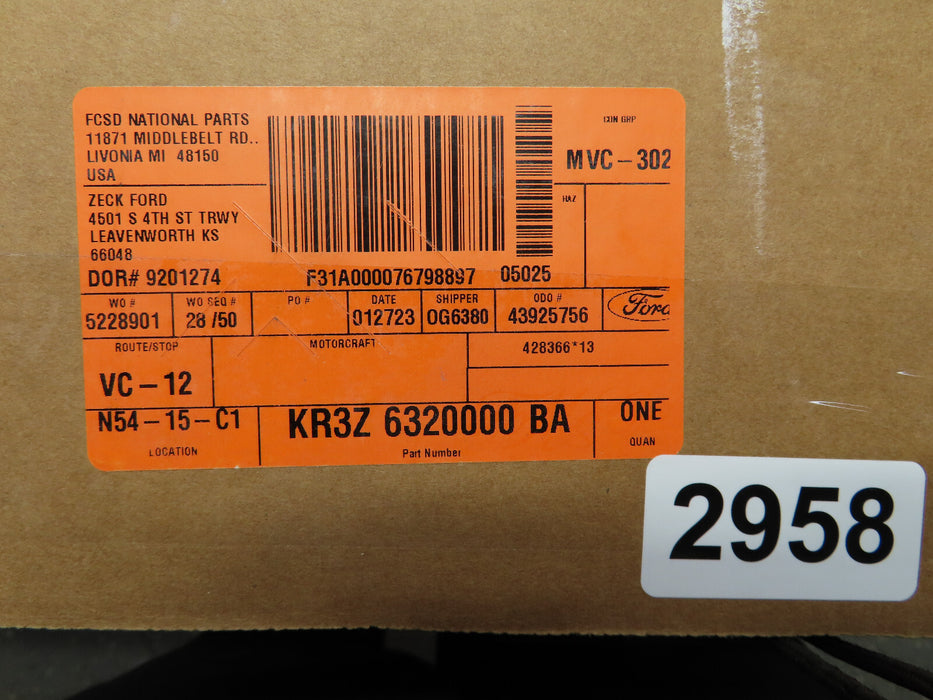 FCSD NATIONAL PARTS
11871 MIDDLEBELT RD..
LIVONIA MI 48150
USA
CON GRP
MVC-302
HAZ
ZECK FORD
4501 S 4TH ST TRWY
LEAVENWORTH KS
66048
DOR# 9201274
F31A000076798897
05025
WO #
5228901
WO SEQ #
28 /50
PO #
DATE
012723
SHIPPER
0G6380
ODO #
43925756
Ford
ROUTE/STOP
VC-12
MOTORCRAFT
428366*13
N54-15-C1
LOCATION
KR3Z 6320000 BA
Part Number
ONE
QUAN
2958